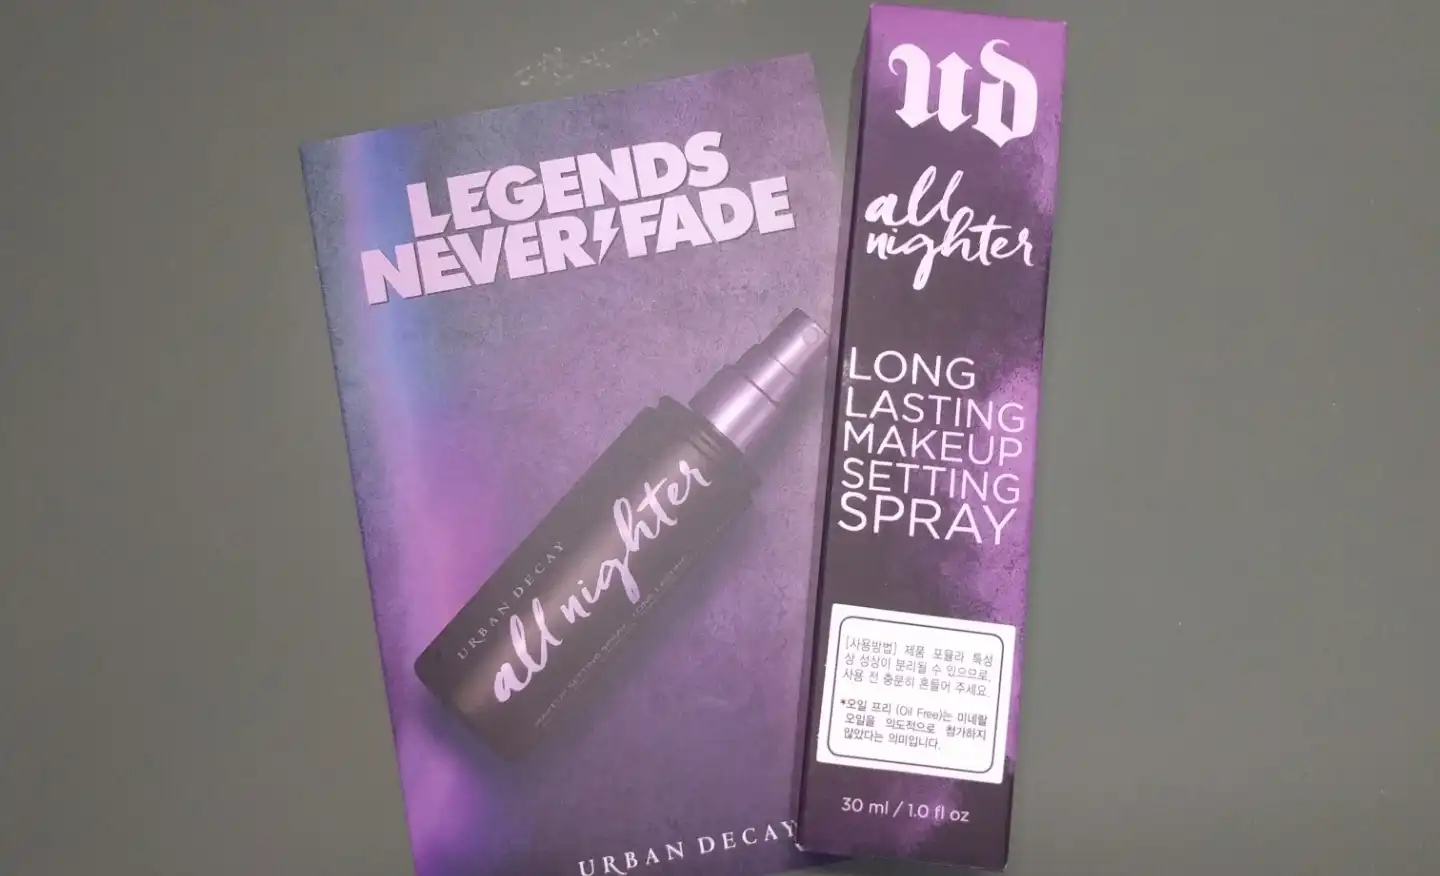 LEGENDS
NEVER FADE
URBAN DECAY
all nighter
MAKEUP SETTING SPRAY
URBAN DECAY
ud
all
nighter
LONG
LASTING
MAKEUP
SETTING
SPRAY
[사용방법] 제품 포뮬라 특성
상 성상이 분리될 수 있으므로,
사용 전 충분히 흔들어 주세요.
*오일 프리 (Oil Free)는 미네랄
오일을 의도적으로 첨가하지
않았다는 의미입니다.
30 ml / 1.0 fl oz